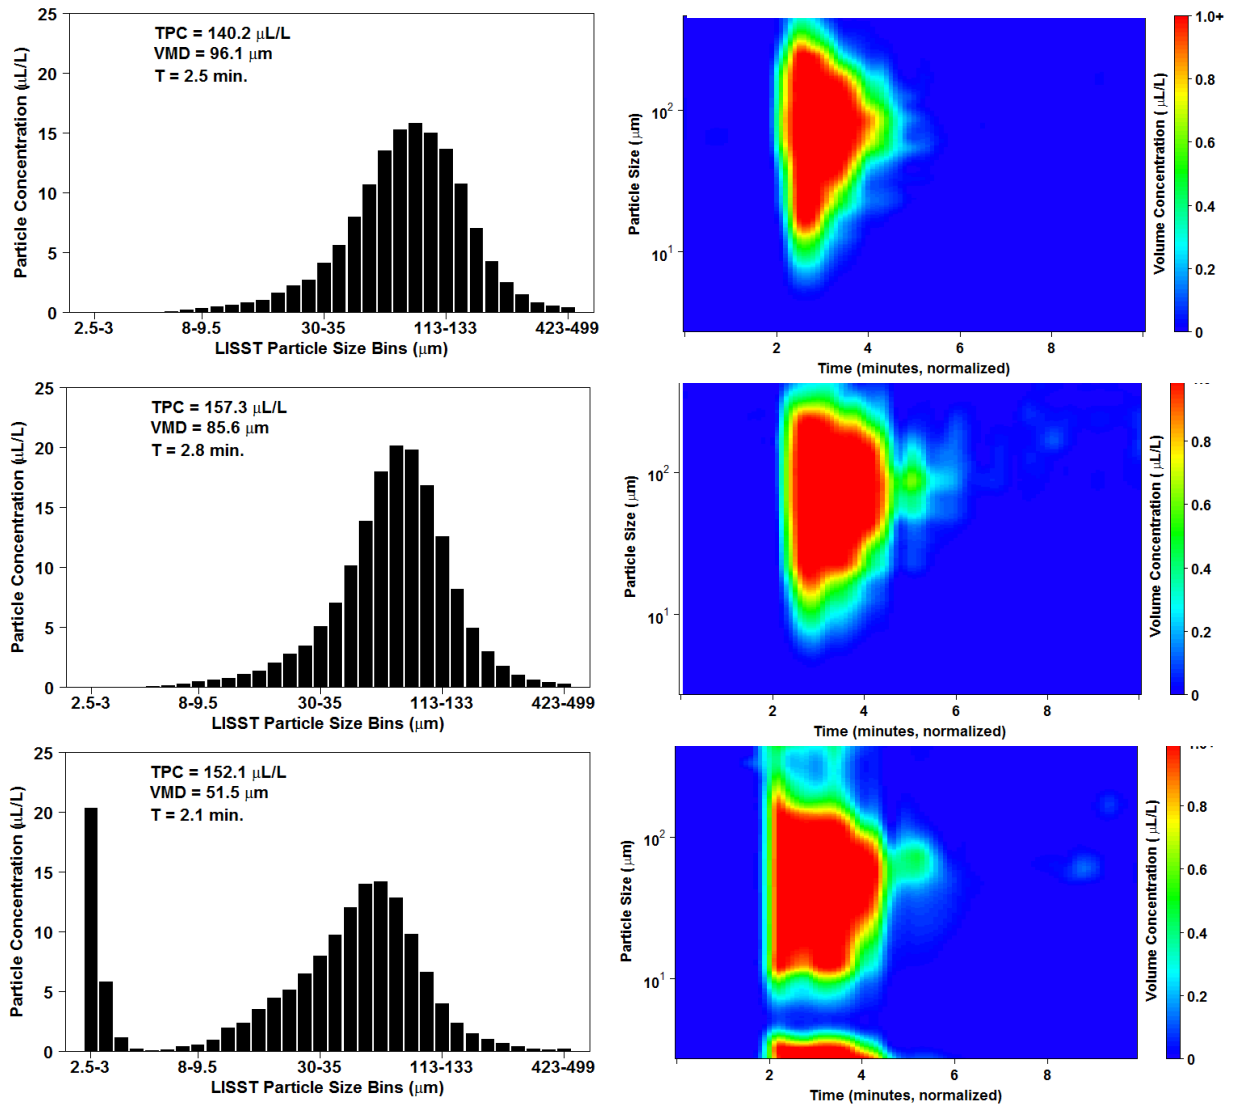 25
20
15
10
5
0
Particle Concentration (µL/L)
TPC = 140.2 µL/L
VMD = 96.1 µm
T = 2.5 min.
2.5-3 8-9.5 30-35 113-133 423-499
LISST Particle Size Bins (µm)
10²
10¹
Particle Size (µm)
2 4 6 8
Time (minutes, normalized)
1.0+
0.8
0.6
0.4
0.2
0
Volume Concentration ( µL/L)
25
20
15
10
5
0
Particle Concentration (µL/L)
TPC = 157.3 µL/L
VMD = 85.6 µm
T = 2.8 min.
2.5-3 8-9.5 30-35 113-133 423-499
LISST Particle Size Bins (µm)
10²
10¹
Particle Size (µm)
2 4 6 8
Time (minutes, normalized)
0.8
0.6
0.4
0.2
0
Volume Concentration ( µL/L)
25
20
15
10
5
0
Particle Concentration (µL/L)
TPC = 152.1 µL/L
VMD = 51.5 µm
T = 2.1 min.
2.5-3 8-9.5 30-35 113-133 423-499
LISST Particle Size Bins (µm)
10²
10¹
Particle Size (µm)
2 4 6 8
Time (minutes, normalized)
0.8
0.6
0.4
0.2
0
Volume Concentration ( µL/L)